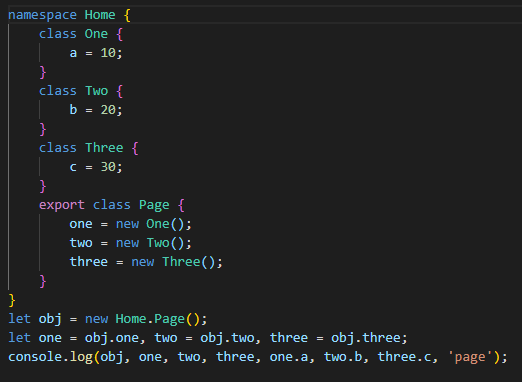 namespace Home {
    class One {
        a = 10;
    }
    class Two {
        b = 20;
    }
    class Three {
        c = 30;
    }
    export class Page {
        one = new One();
        two = new Two();
        three = new Three();
    }
}
let obj = new Home.Page();
let one = obj.one, two = obj.two, three = obj.three;
console.log(obj, one, two, three, one.a, two.b, three.c, 'page');